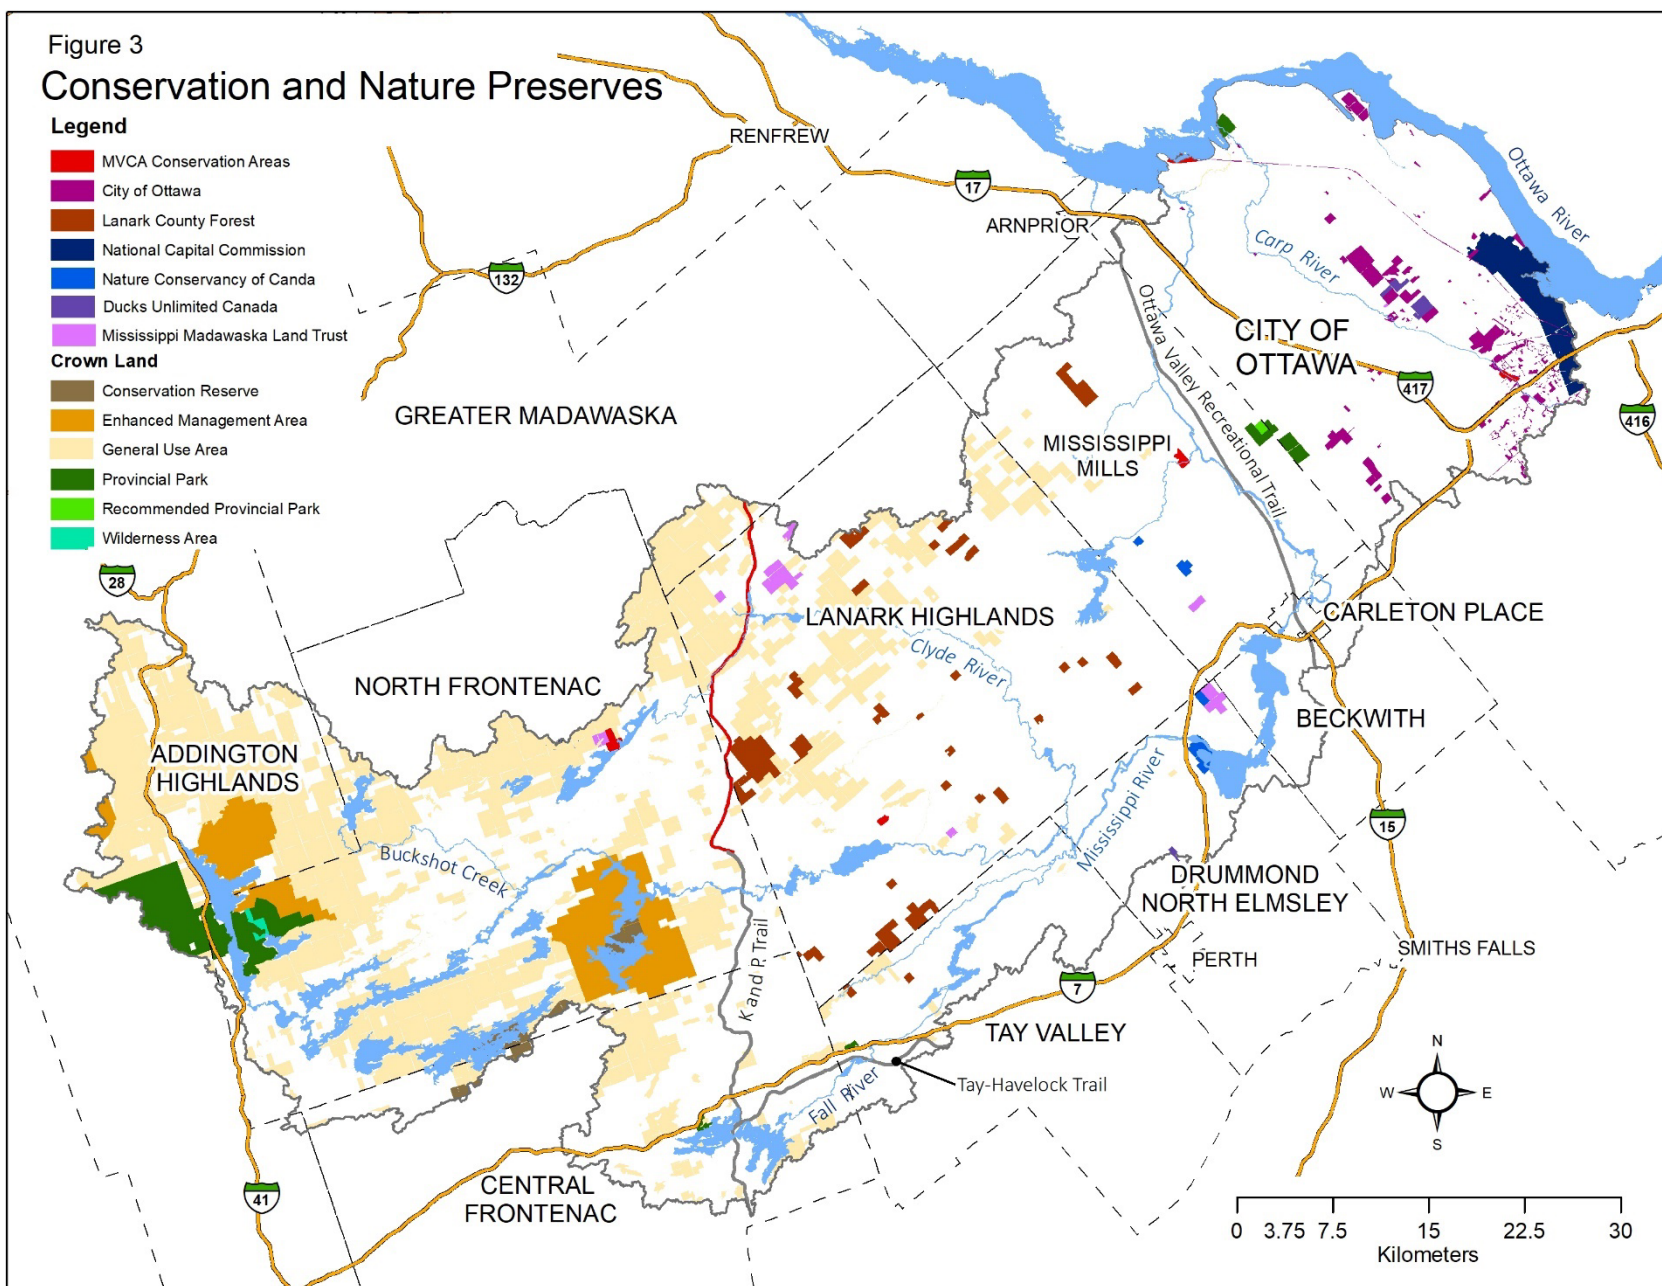 Figure 3
Conservation and Nature Preserves
Legend
MVCA Conservation Areas
City of Ottawa
Lanark County Forest
National Capital Commission
Nature Conservancy of Canda
Ducks Unlimited Canada
Mississippi Madawaska Land Trust
Crown Land
Conservation Reserve
Enhanced Management Area
General Use Area
Provincial Park
Recommended Provincial Park
Wilderness Area
RENFREW
17
ARNPRIOR
132
Ottawa River
Carp River
CITY OF
OTTAWA
417
416
Ottawa Valley Recreational Trail
GREATER MADAWASKA
MISSISSIPPI
MILLS
28
LANARK HIGHLANDS
CARLETON PLACE
Clyde River
NORTH FRONTENAC
BECKWITH
ADDINGTON
HIGHLANDS
Mississippi River
15
Buckshot Creek
DRUMMOND
NORTH ELMSLEY
K and P Trail
PERTH
SMITHS FALLS
7
TAY VALLEY
Tay-Havelock Trail
Fall River
41
CENTRAL
FRONTENAC
N
W
E
S
0 3.75 7.5 15 22.5 30
Kilometers